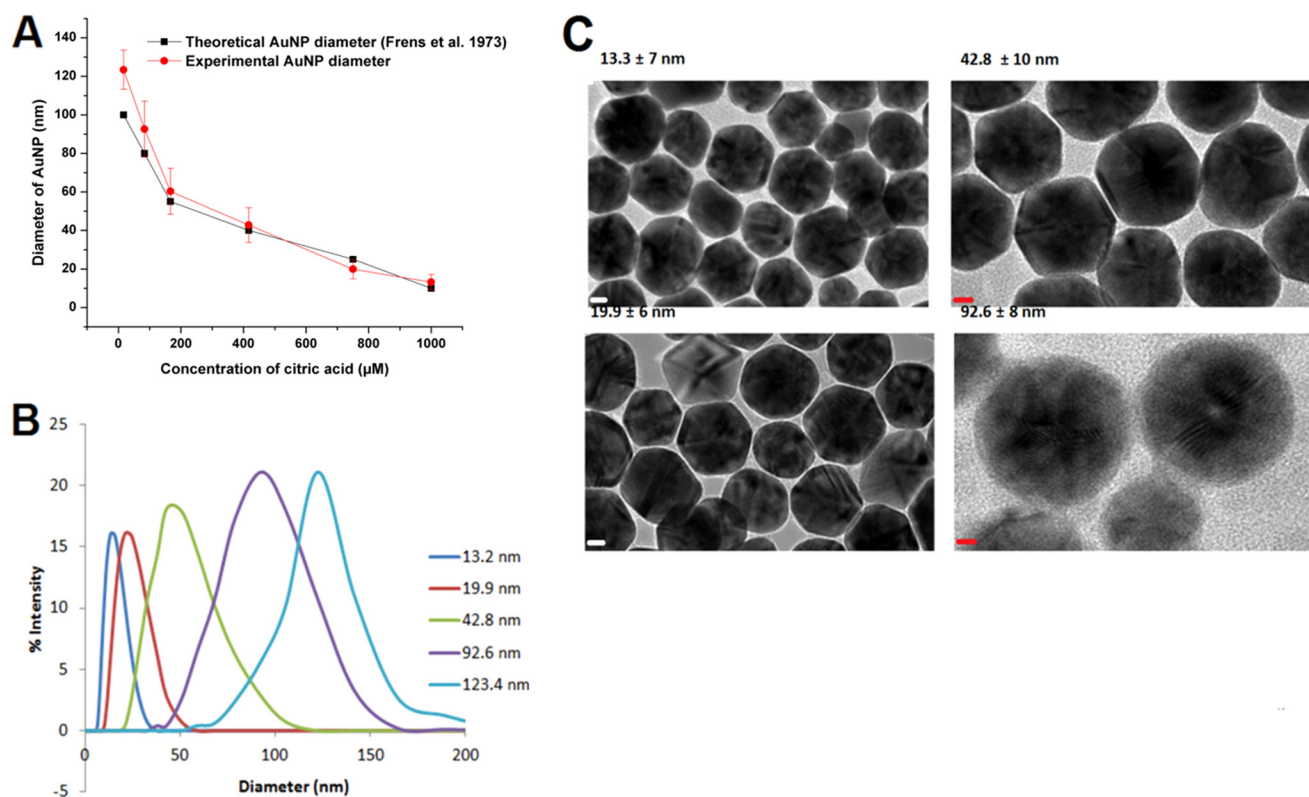 A
Theoretical AuNP diameter (Frens et al. 1973)
Experimental AuNP diameter
140
120
100
80
60
40
20
0
Diameter of AuNP (nm)
0 200 400 600 800 1000
Concentration of citric acid (µM)
B
25
20
15
10
5
0
-5
% Intensity
0 50 100 150 200
Diameter (nm)
13.2 nm
19.9 nm
42.8 nm
92.6 nm
123.4 nm
C
13.3 ± 7 nm
42.8 ± 10 nm
19.9 ± 6 nm
92.6 ± 8 nm